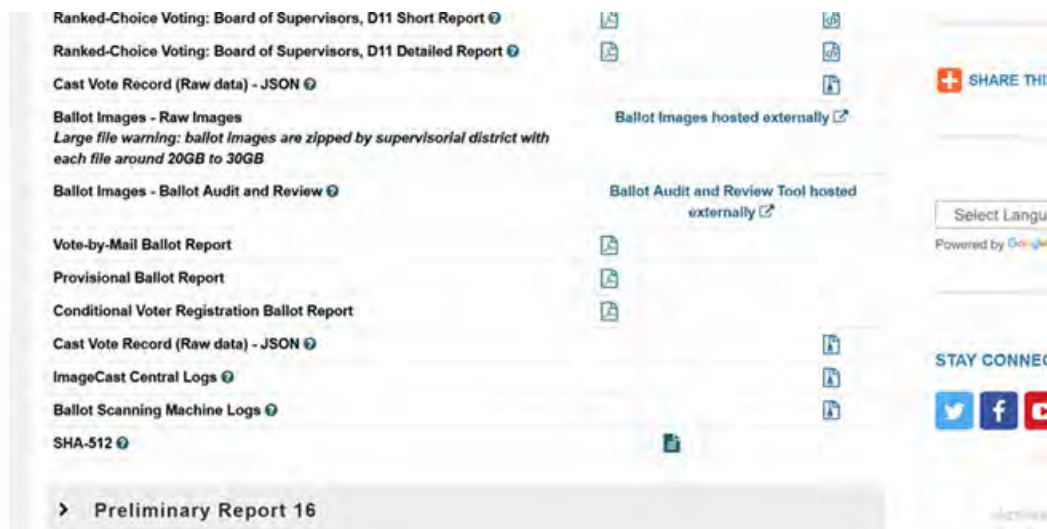 Ranked-Choice Voting: Board of Supervisors, D11 Short Report
Ranked-Choice Voting: Board of Supervisors, D11 Detailed Report
Cast Vote Record (Raw data) - JSON
Ballot Images - Raw Images
Ballot Images hosted externally
Large file warning: ballot images are zipped by supervisorial district with
each file around 20GB to 30GB
Ballot Images - Ballot Audit and Review
Ballot Audit and Review Tool hosted
externally
Vote-by-Mail Ballot Report
Provisional Ballot Report
Conditional Voter Registration Ballot Report
Cast Vote Record (Raw data) - JSON
ImageCast Central Logs
Ballot Scanning Machine Logs
SHA-512
Preliminary Report 16
SHARE THI
Select Langu
Powered by Google
STAY CONNEC